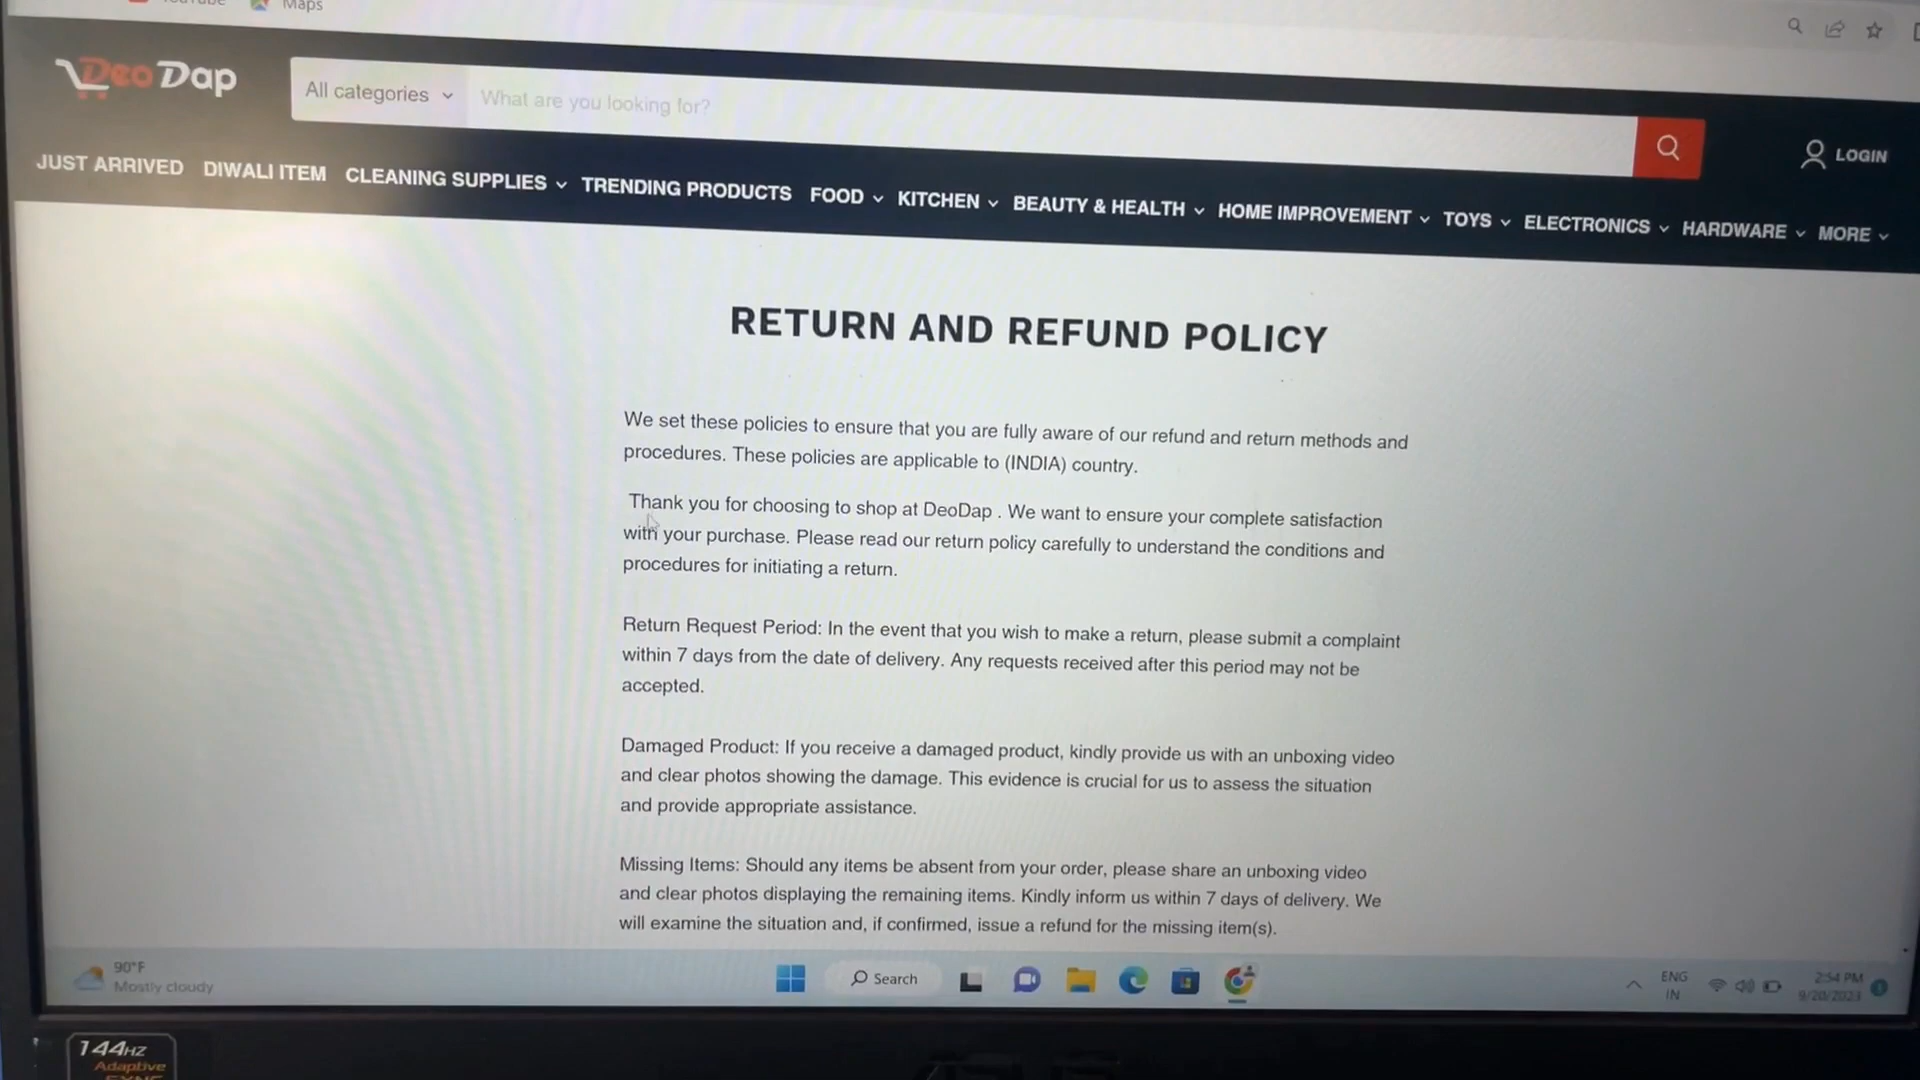 YouTube
Maps
DeoDap
All categories
What are you looking for?
LOGIN
JUST ARRIVED DIWALI ITEM CLEANING SUPPLIES TRENDING PRODUCTS FOOD KITCHEN BEAUTY & HEALTH HOME IMPROVEMENT TOYS ELECTRONICS HARDWARE MORE
RETURN AND REFUND POLICY
We set these policies to ensure that you are fully aware of our refund and return methods and
procedures. These policies are applicable to (INDIA) country.
Thank you for choosing to shop at DeoDap . We want to ensure your complete satisfaction
with your purchase. Please read our return policy carefully to understand the conditions and
procedures for initiating a return.
Return Request Period: In the event that you wish to make a return, please submit a complaint
within 7 days from the date of delivery. Any requests received after this period may not be
accepted.
Damaged Product: If you receive a damaged product, kindly provide us with an unboxing video
and clear photos showing the damage. This evidence is crucial for us to assess the situation
and provide appropriate assistance.
Missing Items: Should any items be absent from your order, please share an unboxing video
and clear photos displaying the remaining items. Kindly inform us within 7 days of delivery. We
will examine the situation and, if confirmed, issue a refund for the missing item(s).
90°F
Mostly cloudy
Search
ENG
IN
2:54 PM
9/20/2023
144Hz
Adaptive